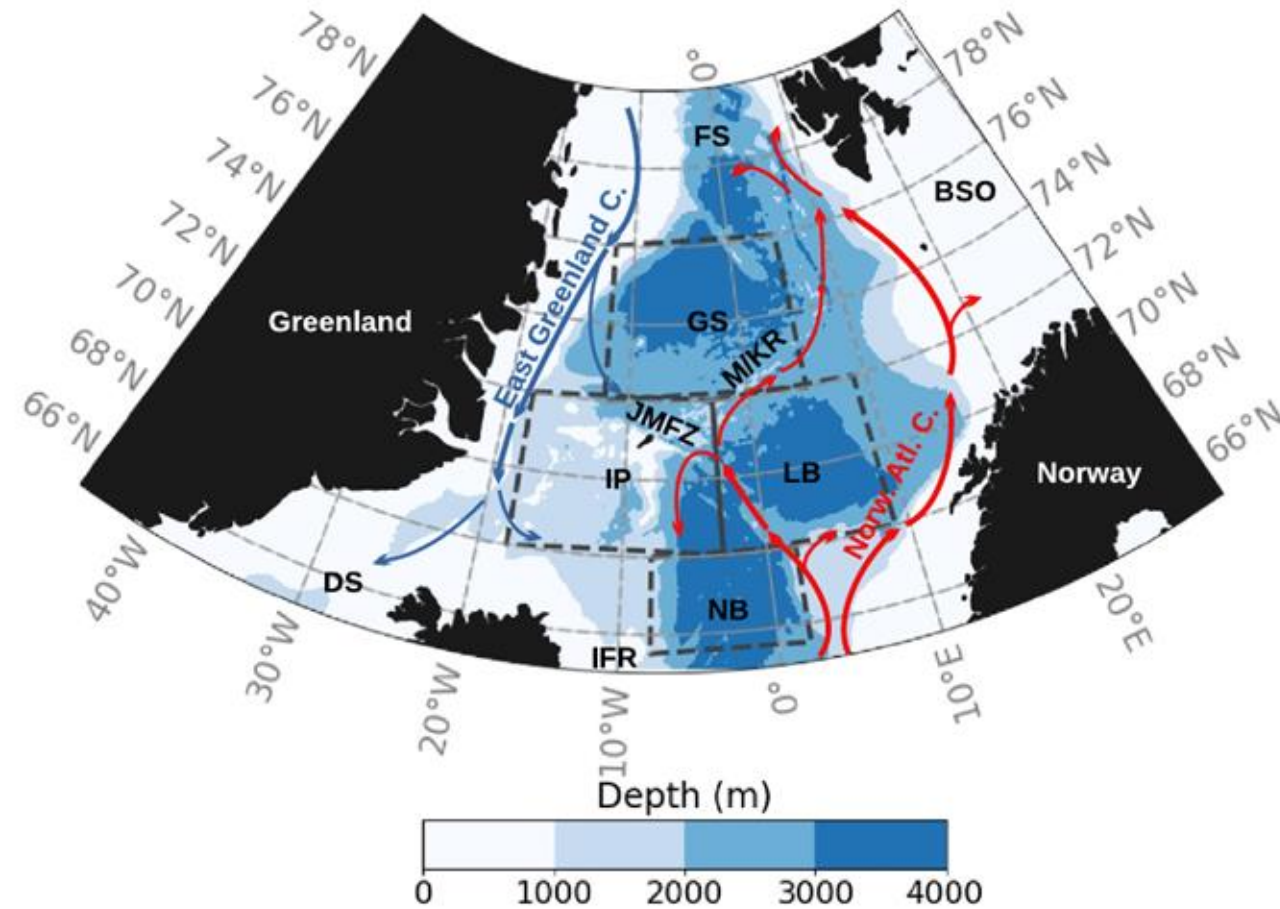 78°N
76°N
74°N
72°N
70°N
68°N
66°N
0°
78°N
76°N
74°N
72°N
70°N
68°N
66°N
FS
BSO
East Greenland C.
Greenland
GS
M/KR
JMFZ
IP
LB
Norw. Atl. C.
Norway
DS
NB
IFR
40°W
30°W
20°W
10°W
0°
10°E
20°E
Depth (m)
0 1000 2000 3000 4000